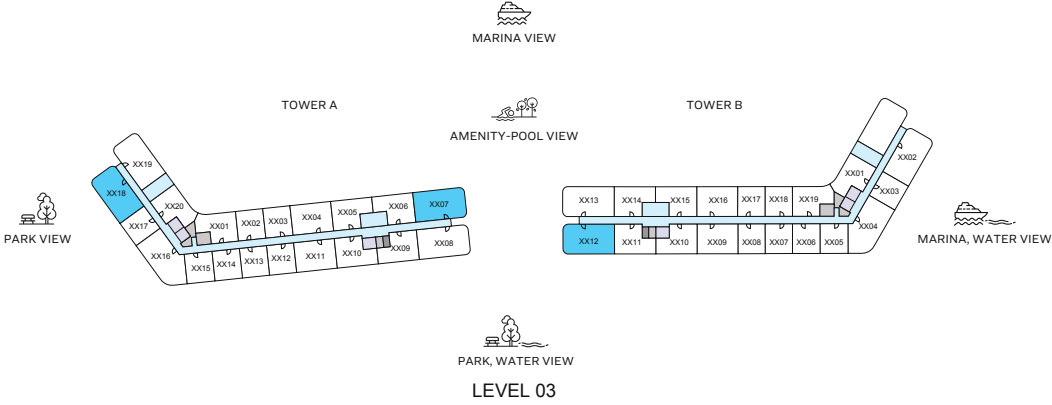 MARINA VIEW
TOWER A
TOWER B
AMENITY-POOL VIEW
XX19
XX18
XX20
XX17
XX16
XX15
XX01
XX02
XX03
XX04
XX05
XX06
XX07
XX14
XX13
XX12
XX11
XX10
XX09
XX08
XX13
XX14
XX15
XX16
XX17
XX18
XX19
XX01
XX02
XX03
XX04
XX12
XX11
XX10
XX09
XX08
XX07
XX06
XX05
PARK VIEW
MARINA, WATER VIEW
PARK, WATER VIEW
LEVEL 03